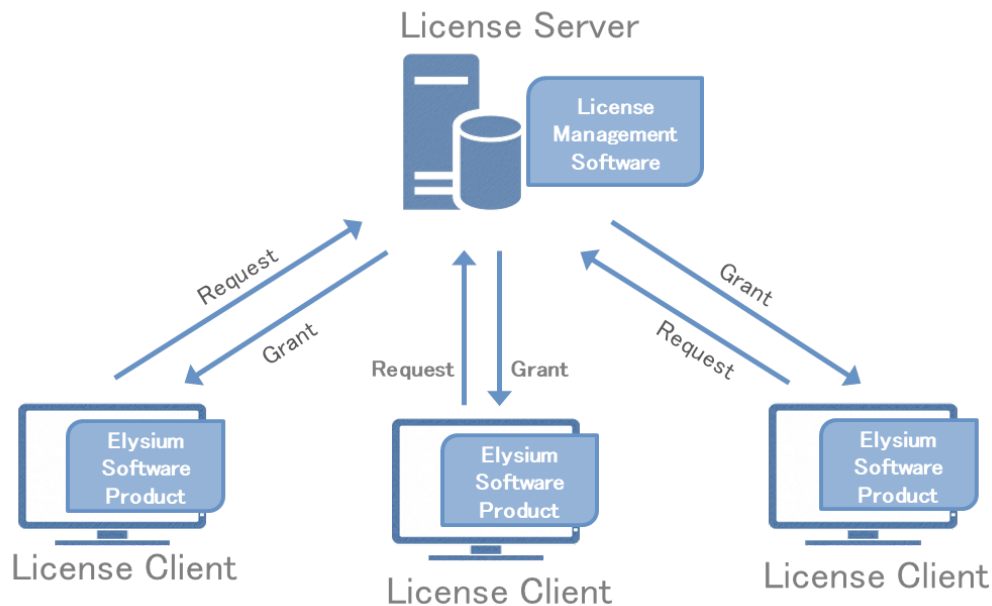 License Server
License
Management
Software
Request
Grant
Request
Grant
Grant
Request
Elysium
Software
Product
License Client
Elysium
Software
Product
License Client
Elysium
Software
Product
License Client